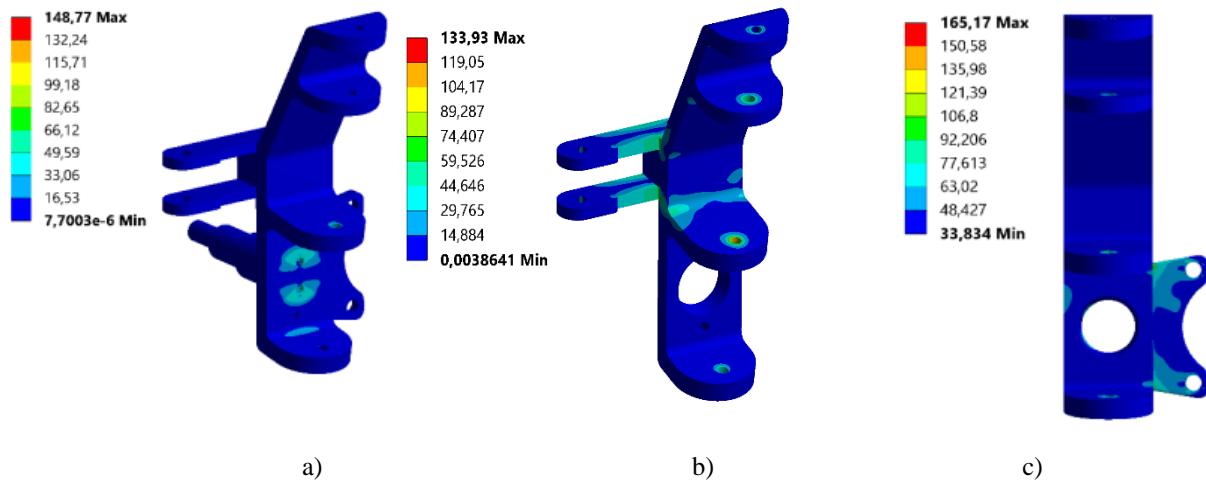 148,77 Max
132,24
115,71
99,18
82,65
66,12
49,59
33,06
16,53
7,7003e-6 Min
133,93 Max
119,05
104,17
89,287
74,407
59,526
44,646
29,765
14,884
0,0038641 Min
165,17 Max
150,58
135,98
121,39
106,8
92,206
77,613
63,02
48,427
33,834 Min
a)
b)
c)